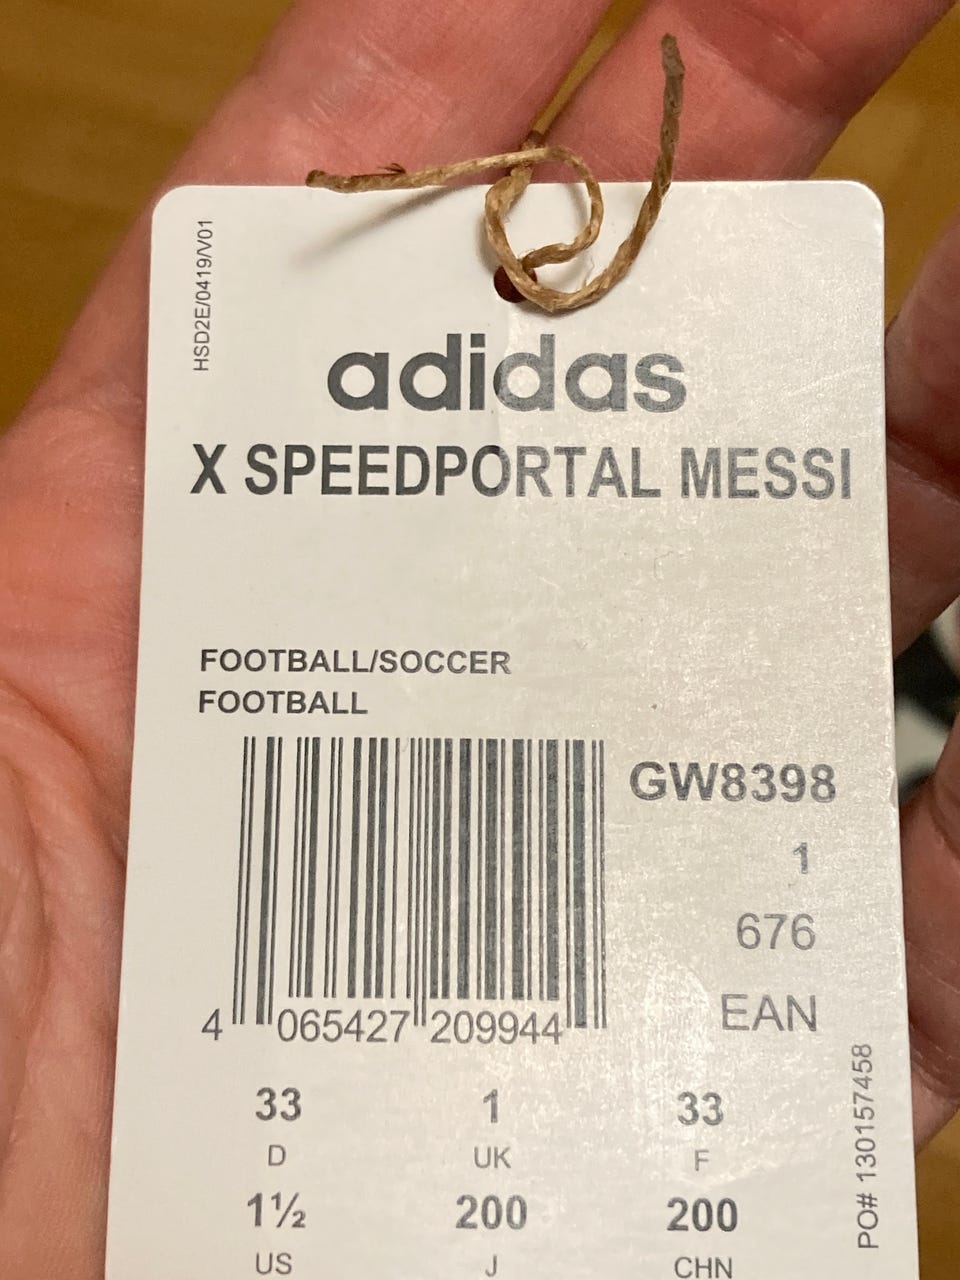 HSD2E/0419/V01
adidas
X SPEEDPORTAL MESSI
FOOTBALL/SOCCER
FOOTBALL
GW8398
1
676
EAN
4 065427 209944
33 1 33
D UK F
1½ 200 200
US J CHN
PO# 130157458